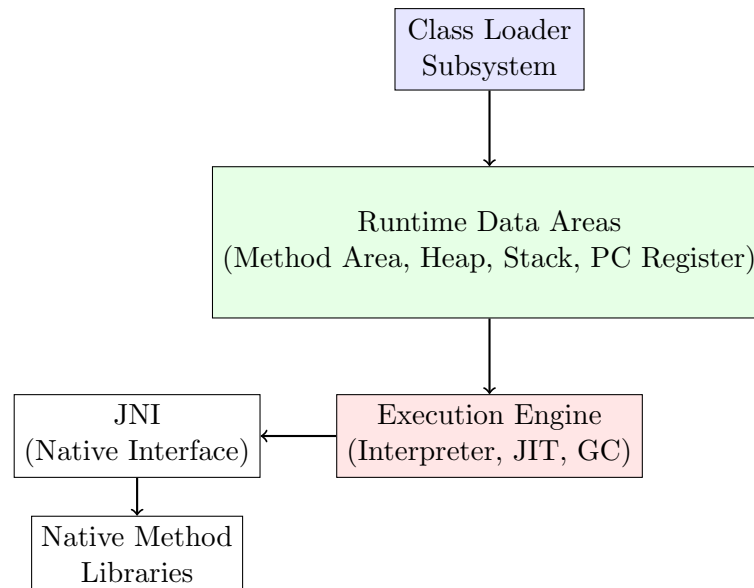 Class Loader
Subsystem
Runtime Data Areas
(Method Area, Heap, Stack, PC Register)
JNI
(Native Interface)
Execution Engine
(Interpreter, JIT, GC)
Native Method
Libraries